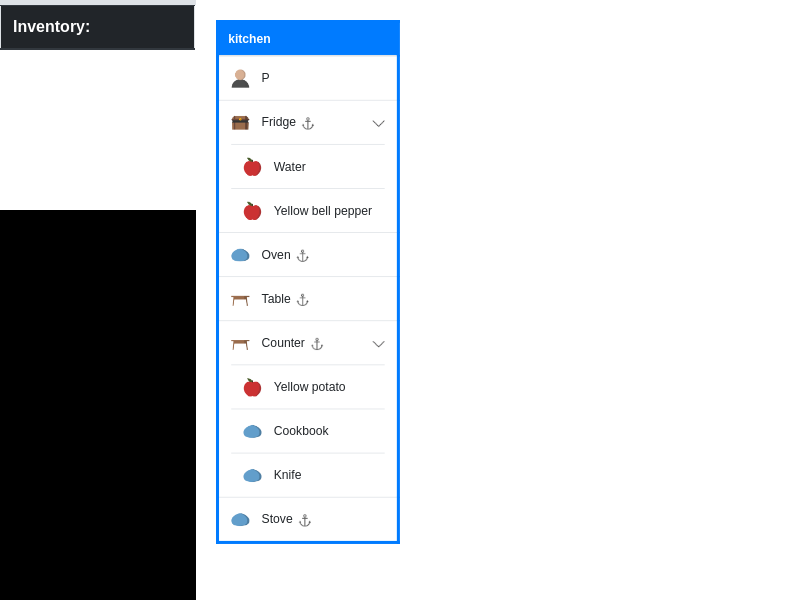 Inventory:
kitchen
P
Fridge
Water
Yellow bell pepper
Oven
Table
Counter
Yellow potato
Cookbook
Knife
Stove